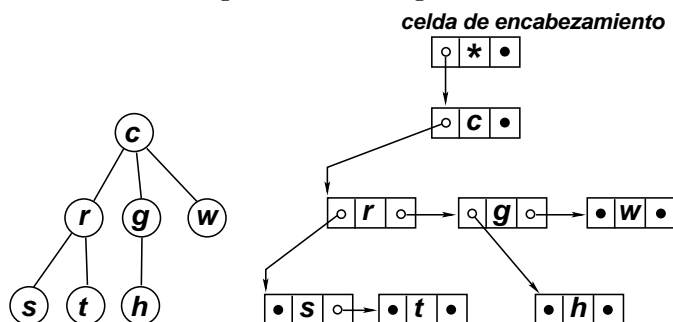 celda de encabezamiento
*
c
c
r g w
r g w
s t h
s t h